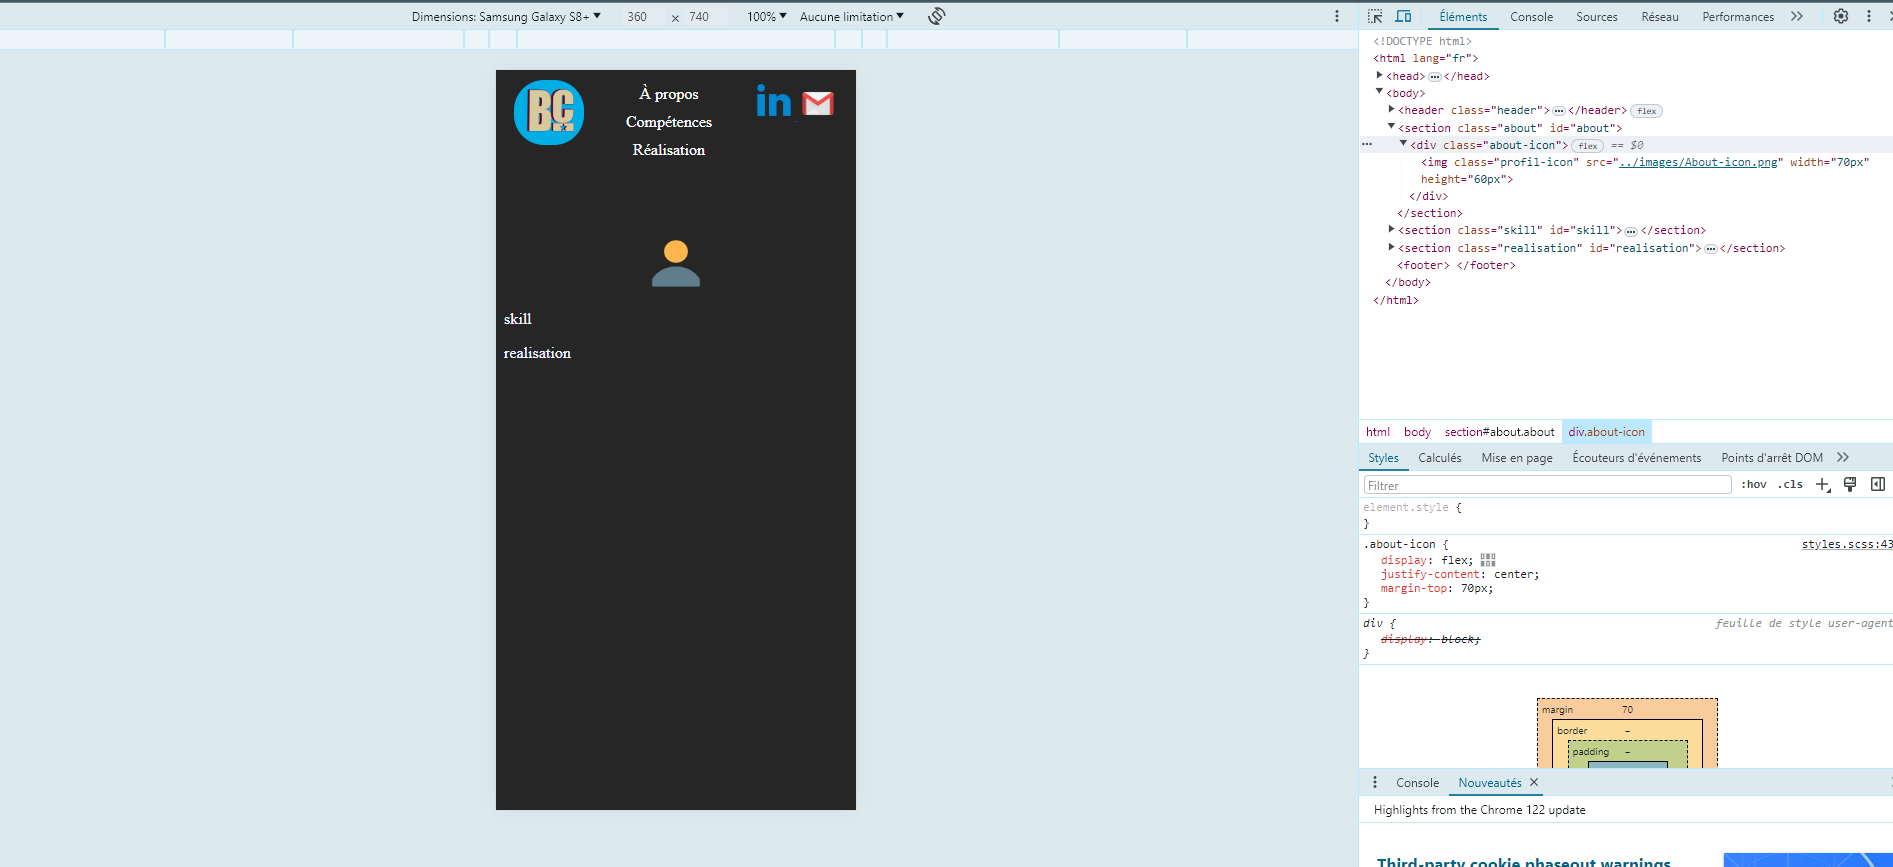 Dimensions: Samsung Galaxy S8+ 360 × 740 100% Aucune limitation
BC
À propos
Compétences
Réalisation
in
skill
realisation
Éléments Console Sources Réseau Performances
<!DOCTYPE html>
<html lang="fr">
<head> </head>
<body>
<header class="header"> </header> flex
<section class="about" id="about">
<div class="about-icon"> flex == $0
<img class="profil-icon" src="../images/About-icon.png" width="70px"
height="60px">
</div>
</section>
<section class="skill" id="skill"> </section>
<section class="realisation" id="realisation"> </section>
<footer> </footer>
</body>
</html>
html body section#about.about div.about-icon
Styles Calculés Mise en page Écouteurs d'événements Points d'arrêt DOM
Filtrer :hov .cls
element.style {
}
.about-icon { styles.scss:43
display: flex;
justify-content: center;
margin-top: 70px;
}
div { feuille de style user-agent
display: block;
}
margin 70
border -
padding -
Console Nouveautés
Highlights from the Chrome 122 update
Third-party cookie phaseout warnings